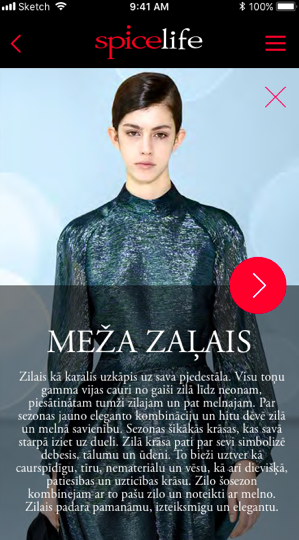 Sketch 9:41 AM 100%
spicelife
MEŽA ZAĻAIS
Zilais kā karalis uzkāpis uz sava pjedestāla. Visu toņu
gamma vijas cauri no gaiši zilā līdz neonam,
piesātinātam tumži zilajam un pat melnajam. Par
sezonas jauno eleganto kombināciju un hītu dēvē zilā
un melnā savienību. Sezonas šikākās krāsas, kas savā
starpā iziet uz dueli. Zilā krāsa pati par sevi simbolizē
debesis, tālumu un ūdeni. To bieži uztver kā
caurspīdīgu, tīru, nemateriālu un vēsu, kā arī dievišķā,
patiesības un uzticības krāsu. Zilo šosezon
kombinējam ar to pašu zilo un noteikti ar melno.
Zilais padarā pamanāmu, izteiksmīgu un elegantu.